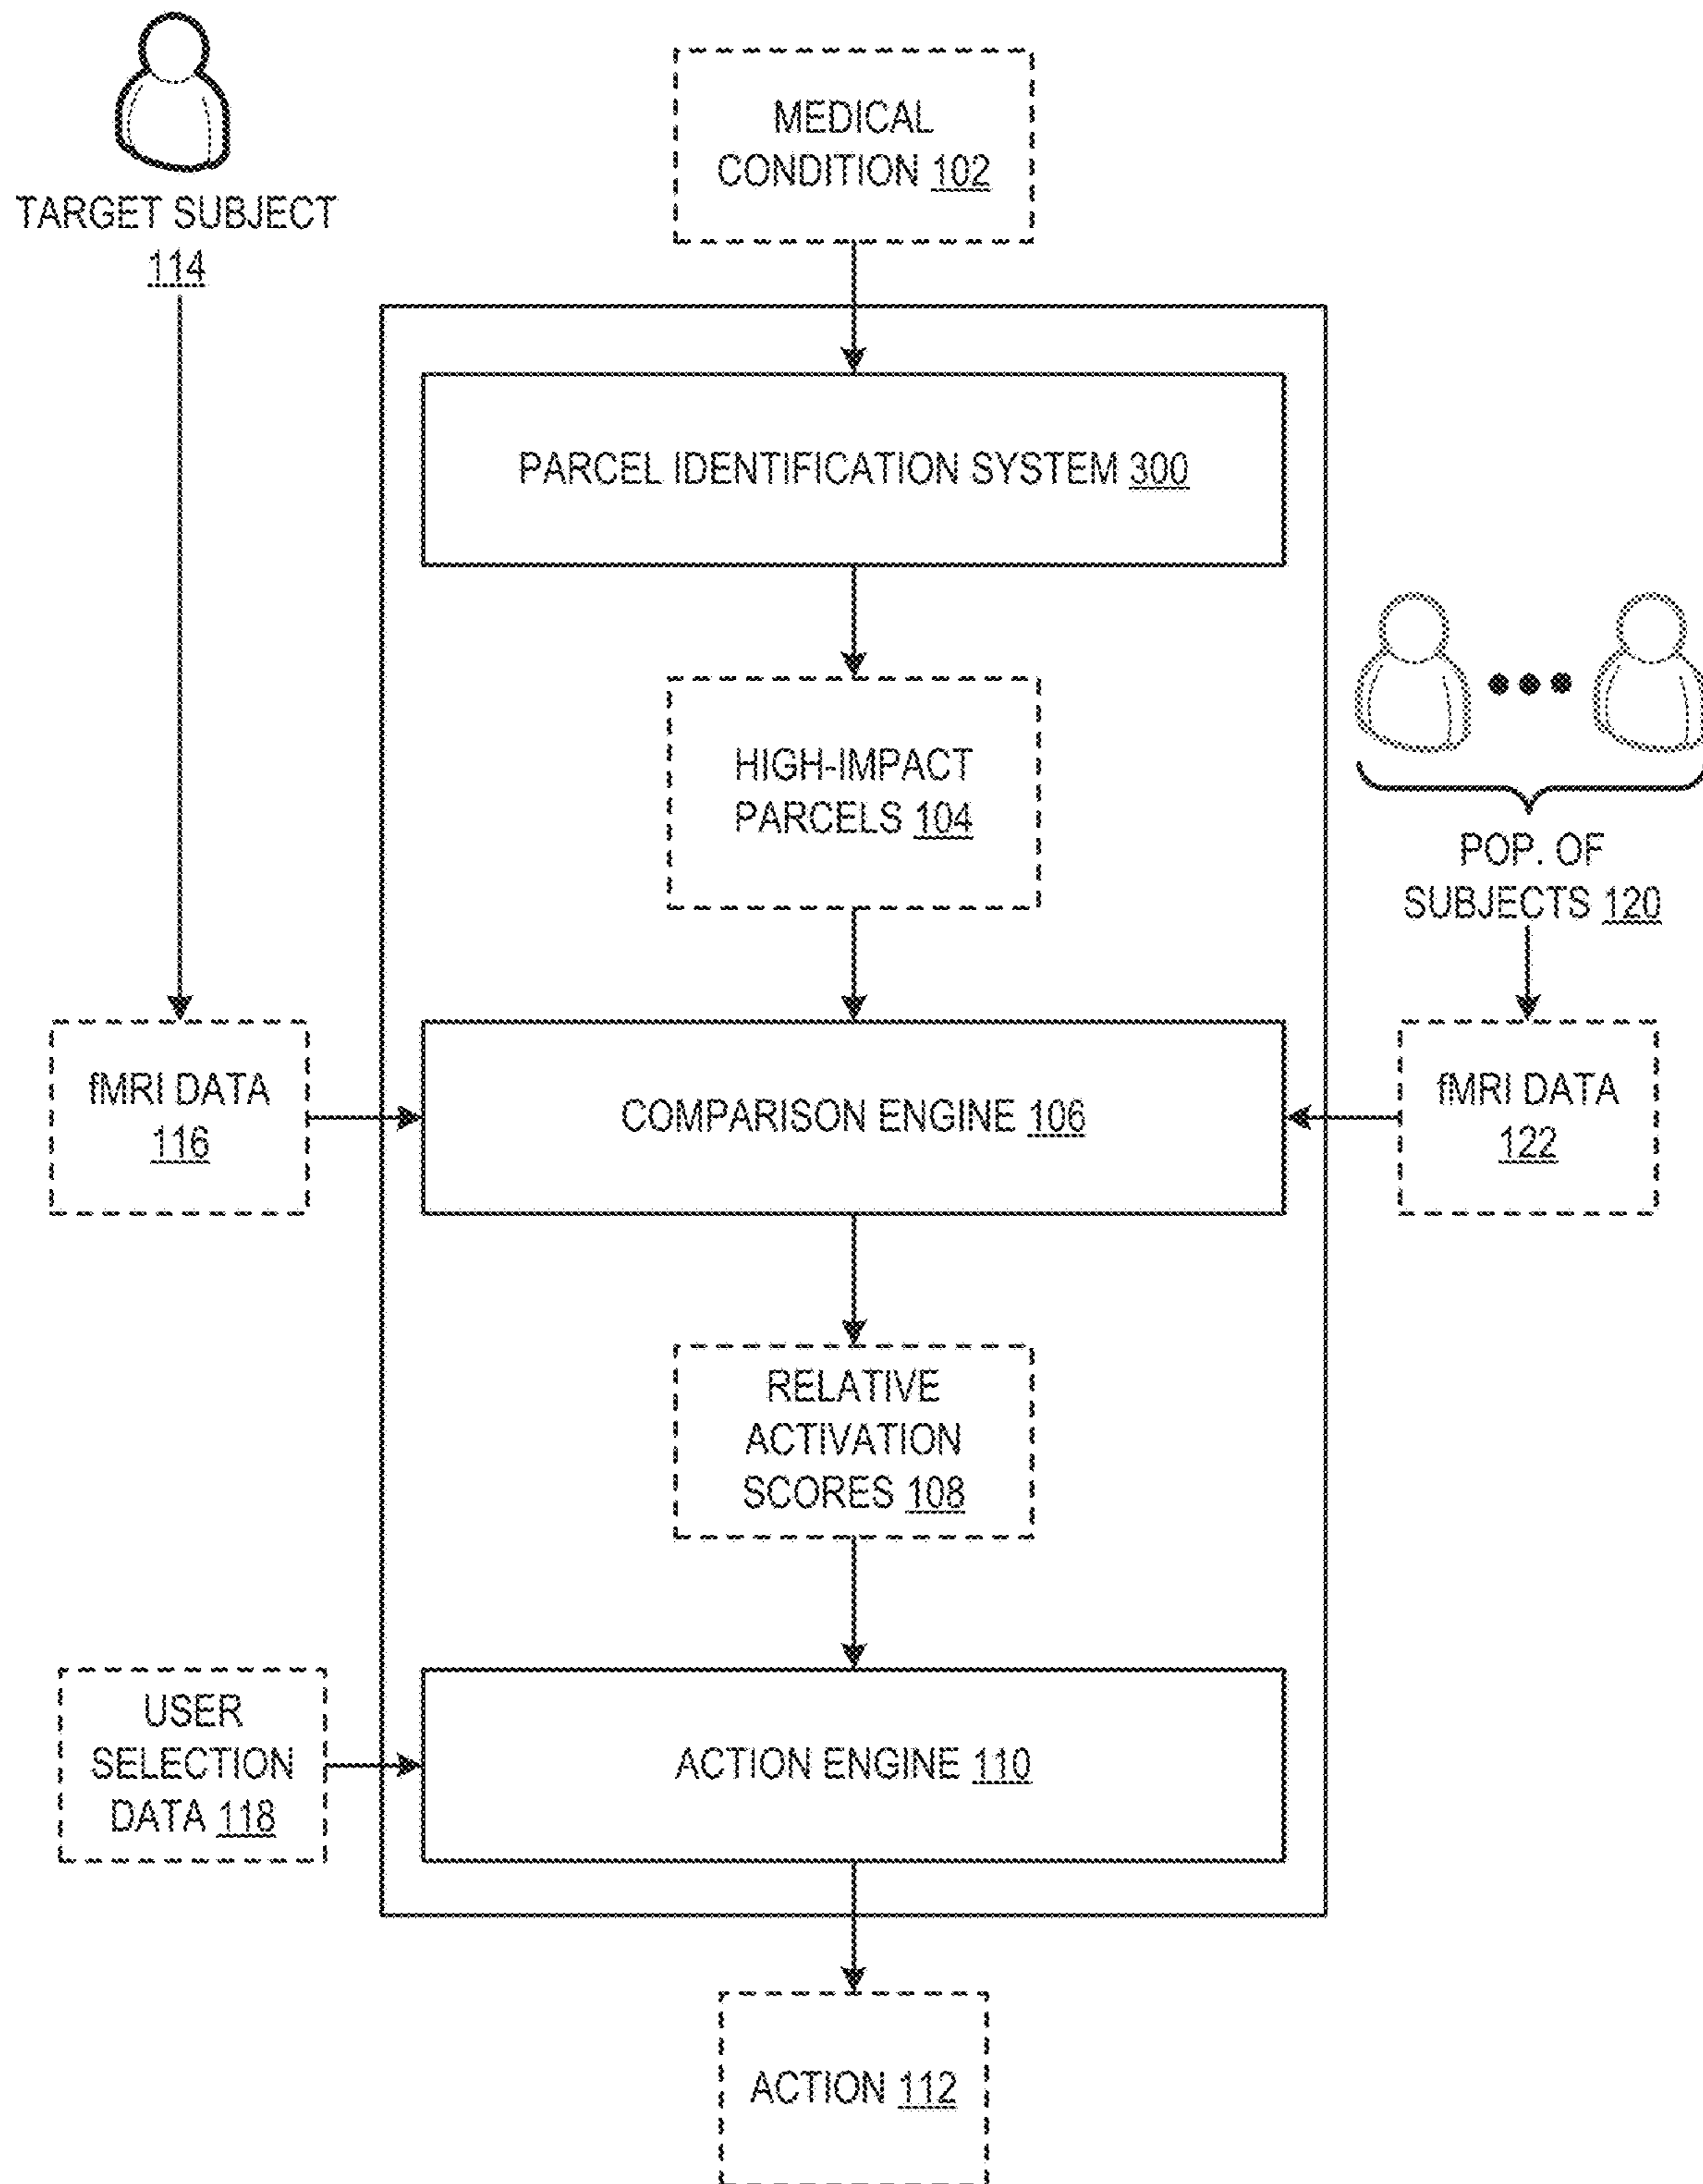 MEDICAL
CONDITION 102
TARGET SUBJECT
114
PARCEL IDENTIFICATION SYSTEM 300
HIGH-IMPACT
PARCELS 104
POP. OF
SUBJECTS 120
fMRI DATA
116
COMPARISON ENGINE 106
fMRI DATA
122
RELATIVE
ACTIVATION
SCORES 108
USER
SELECTION
DATA 118
ACTION ENGINE 110
ACTION 112